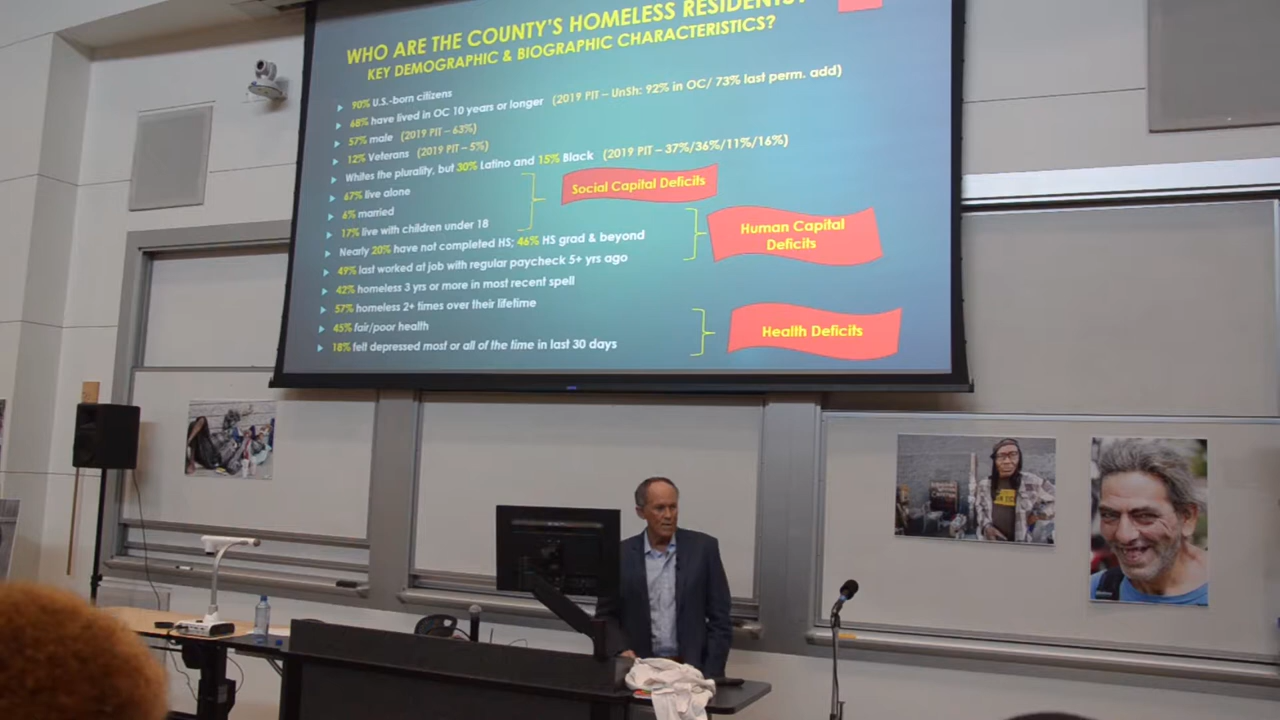 WHO ARE THE COUNTY'S HOMELESS RESIDENTS?
KEY DEMOGRAPHIC & BIOGRAPHIC CHARACTERISTICS?
90% U.S.-born citizens
68% have lived in OC 10 years or longer (2019 PIT – UnSh: 92% in OC/ 73% last perm. add)
57% male (2019 PIT – 63%)
12% Veterans (2019 PIT – 5%)
Whites the plurality, but 30% Latino and 15% Black (2019 PIT – 37%/36%/11%/16%)
67% live alone
6% married
17% live with children under 18
Social Capital Deficits
Nearly 20% have not completed HS; 46% HS grad & beyond
49% last worked at job with regular paycheck 5+ yrs ago
Human Capital
Deficits
42% homeless 3 yrs or more in most recent spell
57% homeless 2+ times over their lifetime
45% fair/poor health
18% felt depressed most or all of the time in last 30 days
Health Deficits